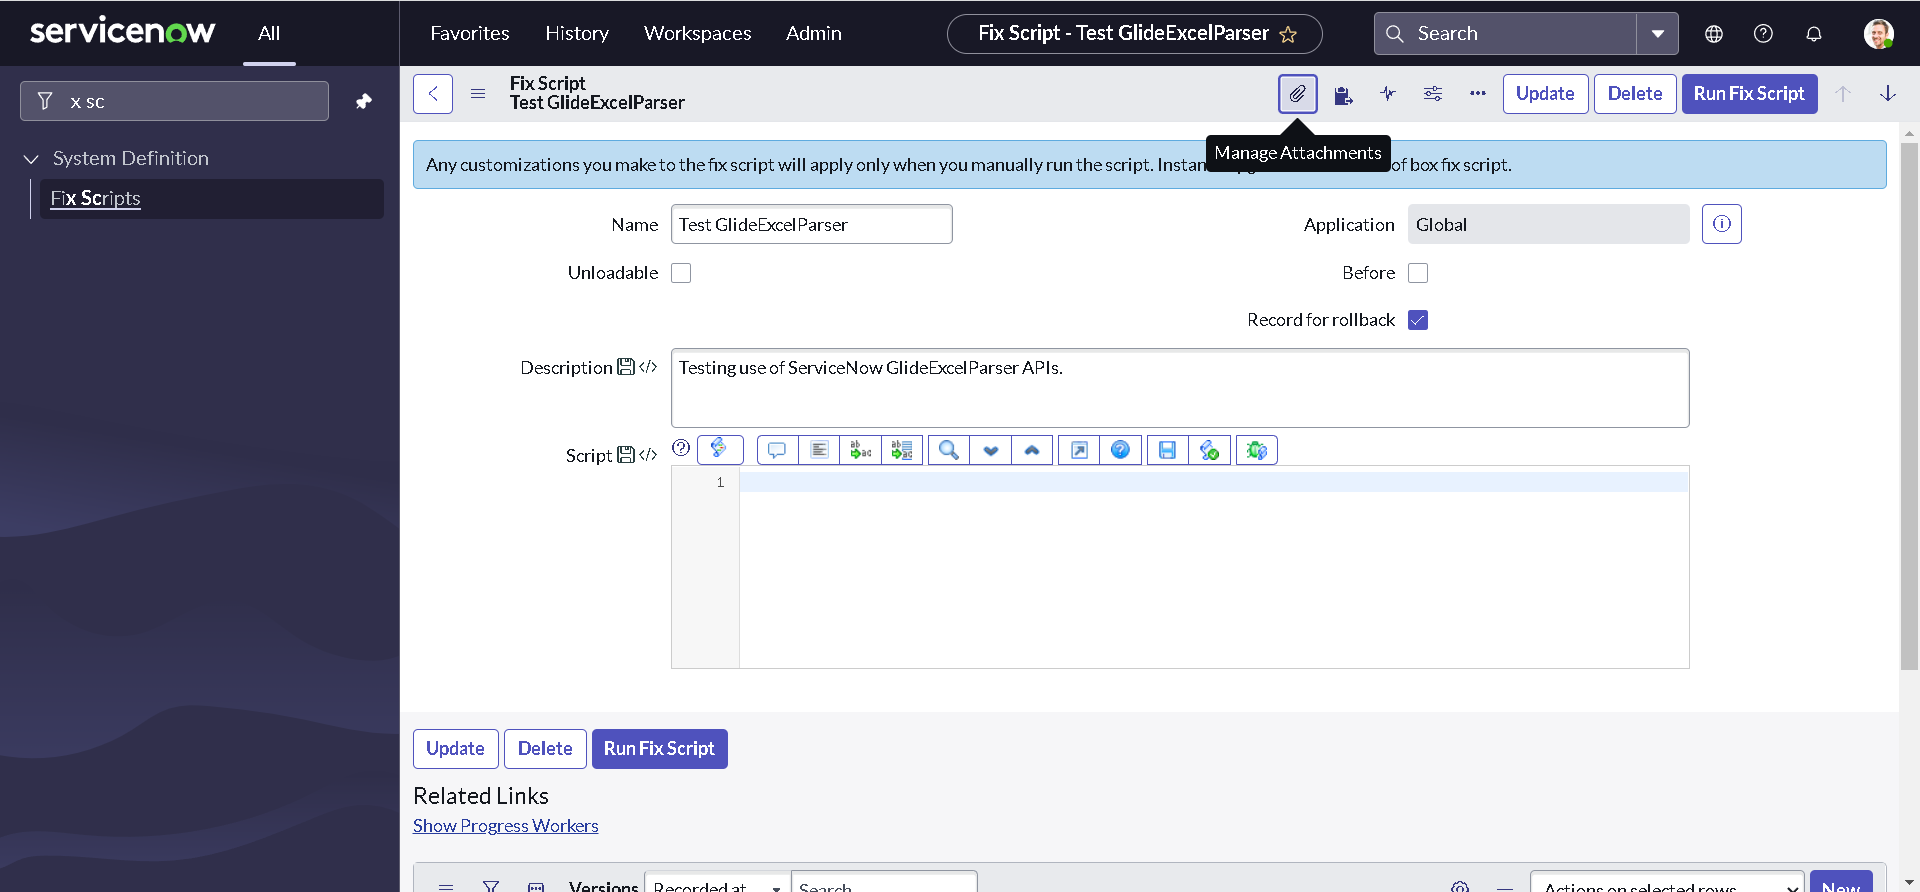 servicenow
All
Favorites
History
Workspaces
Admin
Fix Script - Test GlideExcelParser
Search
x sc
System Definition
Fix Scripts
Fix Script
Test GlideExcelParser
Update
Delete
Run Fix Script
Manage Attachments
Any customizations you make to the fix script will apply only when you manually run the script. Instan of box fix script.
Name
Test GlideExcelParser
Application
Global
Unloadable
Before
Record for rollback
Description
Testing use of ServiceNow GlideExcelParser APIs.
Script
1
Update
Delete
Run Fix Script
Related Links
Show Progress Workers
Versions
Recorded at
Search
Actions on selected rows
New